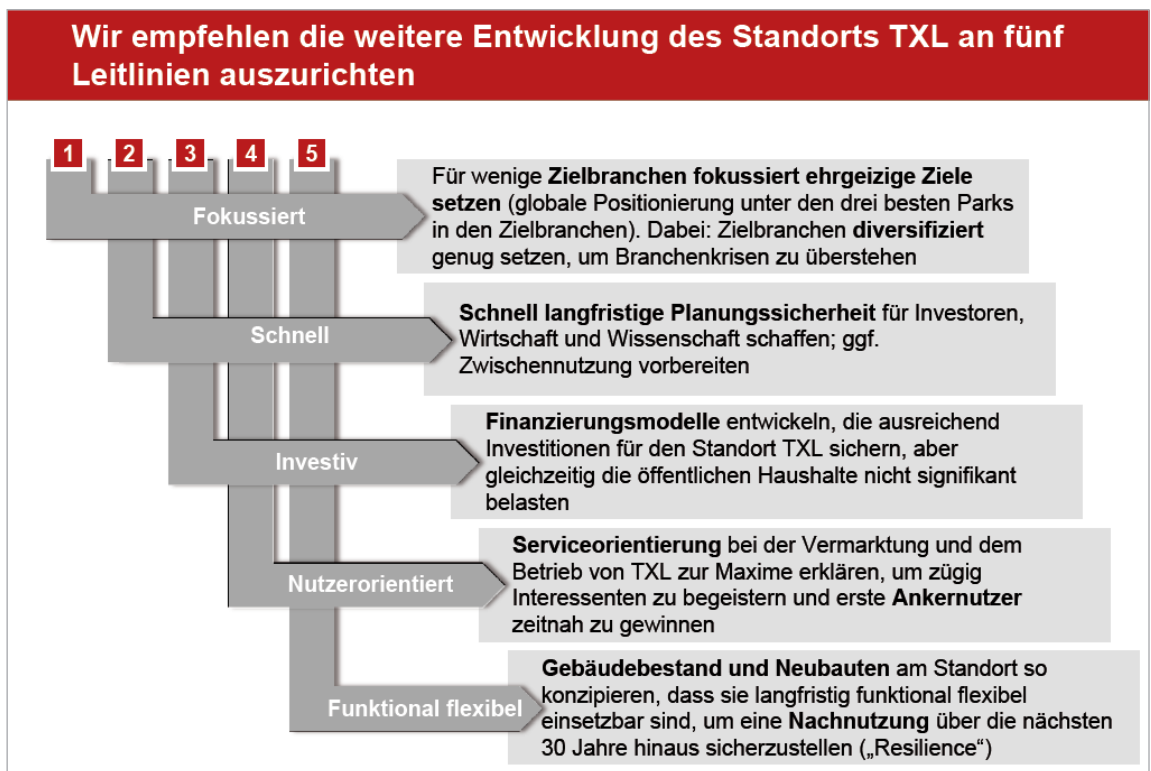 Wir empfehlen die weitere Entwicklung des Standorts TXL an fünf
Leitlinien auszurichten
1 2 3 4 5
Fokussiert
Für wenige Zielbranchen fokussiert ehrgeizige Ziele
setzen (globale Positionierung unter den drei besten Parks
in den Zielbranchen). Dabei: Zielbranchen diversifiziert
genug setzen, um Branchenkrisen zu überstehen
Schnell
Schnell langfristige Planungssicherheit für Investoren,
Wirtschaft und Wissenschaft schaffen; ggf.
Zwischennutzung vorbereiten
Investiv
Finanzierungsmodelle entwickeln, die ausreichend
Investitionen für den Standort TXL sichern, aber
gleichzeitig die öffentlichen Haushalte nicht signifikant
belasten
Nutzerorientiert
Serviceorientierung bei der Vermarktung und dem
Betrieb von TXL zur Maxime erklären, um zügig
Interessenten zu begeistern und erste Ankernutzer
zeitnah zu gewinnen
Funktional flexibel
Gebäudebestand und Neubauten am Standort so
konzipieren, dass sie langfristig funktional flexibel
einsetzbar sind, um eine Nachnutzung über die nächsten
30 Jahre hinaus sicherzustellen („Resilience“)